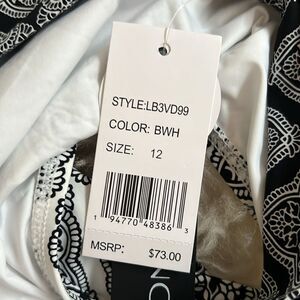 STYLE:LB3VD99
COLOR: BWH
SIZE: 12
1 94770 48386 3
MSRP: $73.00